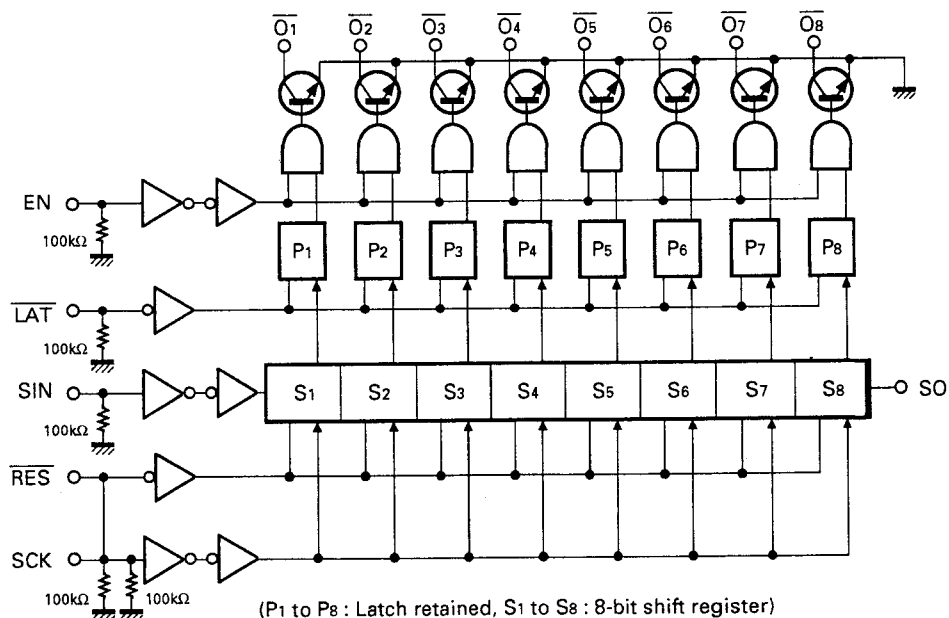 O1 O2 O3 O4 O5 O6 O7 O8
EN
100kΩ
P1 P2 P3 P4 P5 P6 P7 P8
LAT
100kΩ
SIN
S1 S2 S3 S4 S5 S6 S7 S8
SO
100kΩ
RES
SCK
100kΩ 100kΩ
(P1 to P8 : Latch retained, S1 to S8 : 8-bit shift register)